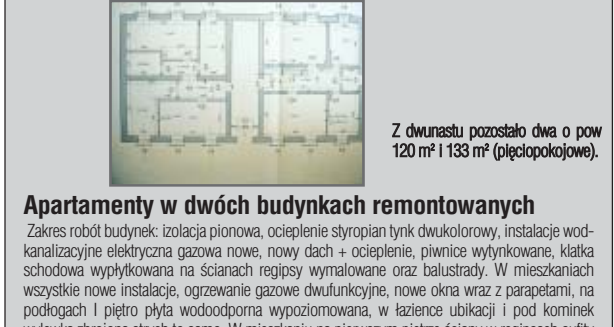 Z dwunastu pozostało dwa o pow
120 m² i 133 m² (pięciopokojowe).
Apartamenty w dwóch budynkach remontowanych
Zakres robót budynek: izolacja pionowa, ocieplenie styropian tynk dwukolorowy, instalacje wod-
kanalizacyjne elektryczna gazowa nowe, nowy dach + ocieplenie, piwnice wytynkowane, klatka
schodowa wypłytkowana na ścianach regipsy wymalowane oraz balustrady. W mieszkaniach
wszystkie nowe instalacje, ogrzewanie gazowe dwufunkcyjne, nowe okna wraz z parapetami, na
podłogach I piętro płyta wodoodporna wypoziomowana, w łazience ubikacji i pod kominek